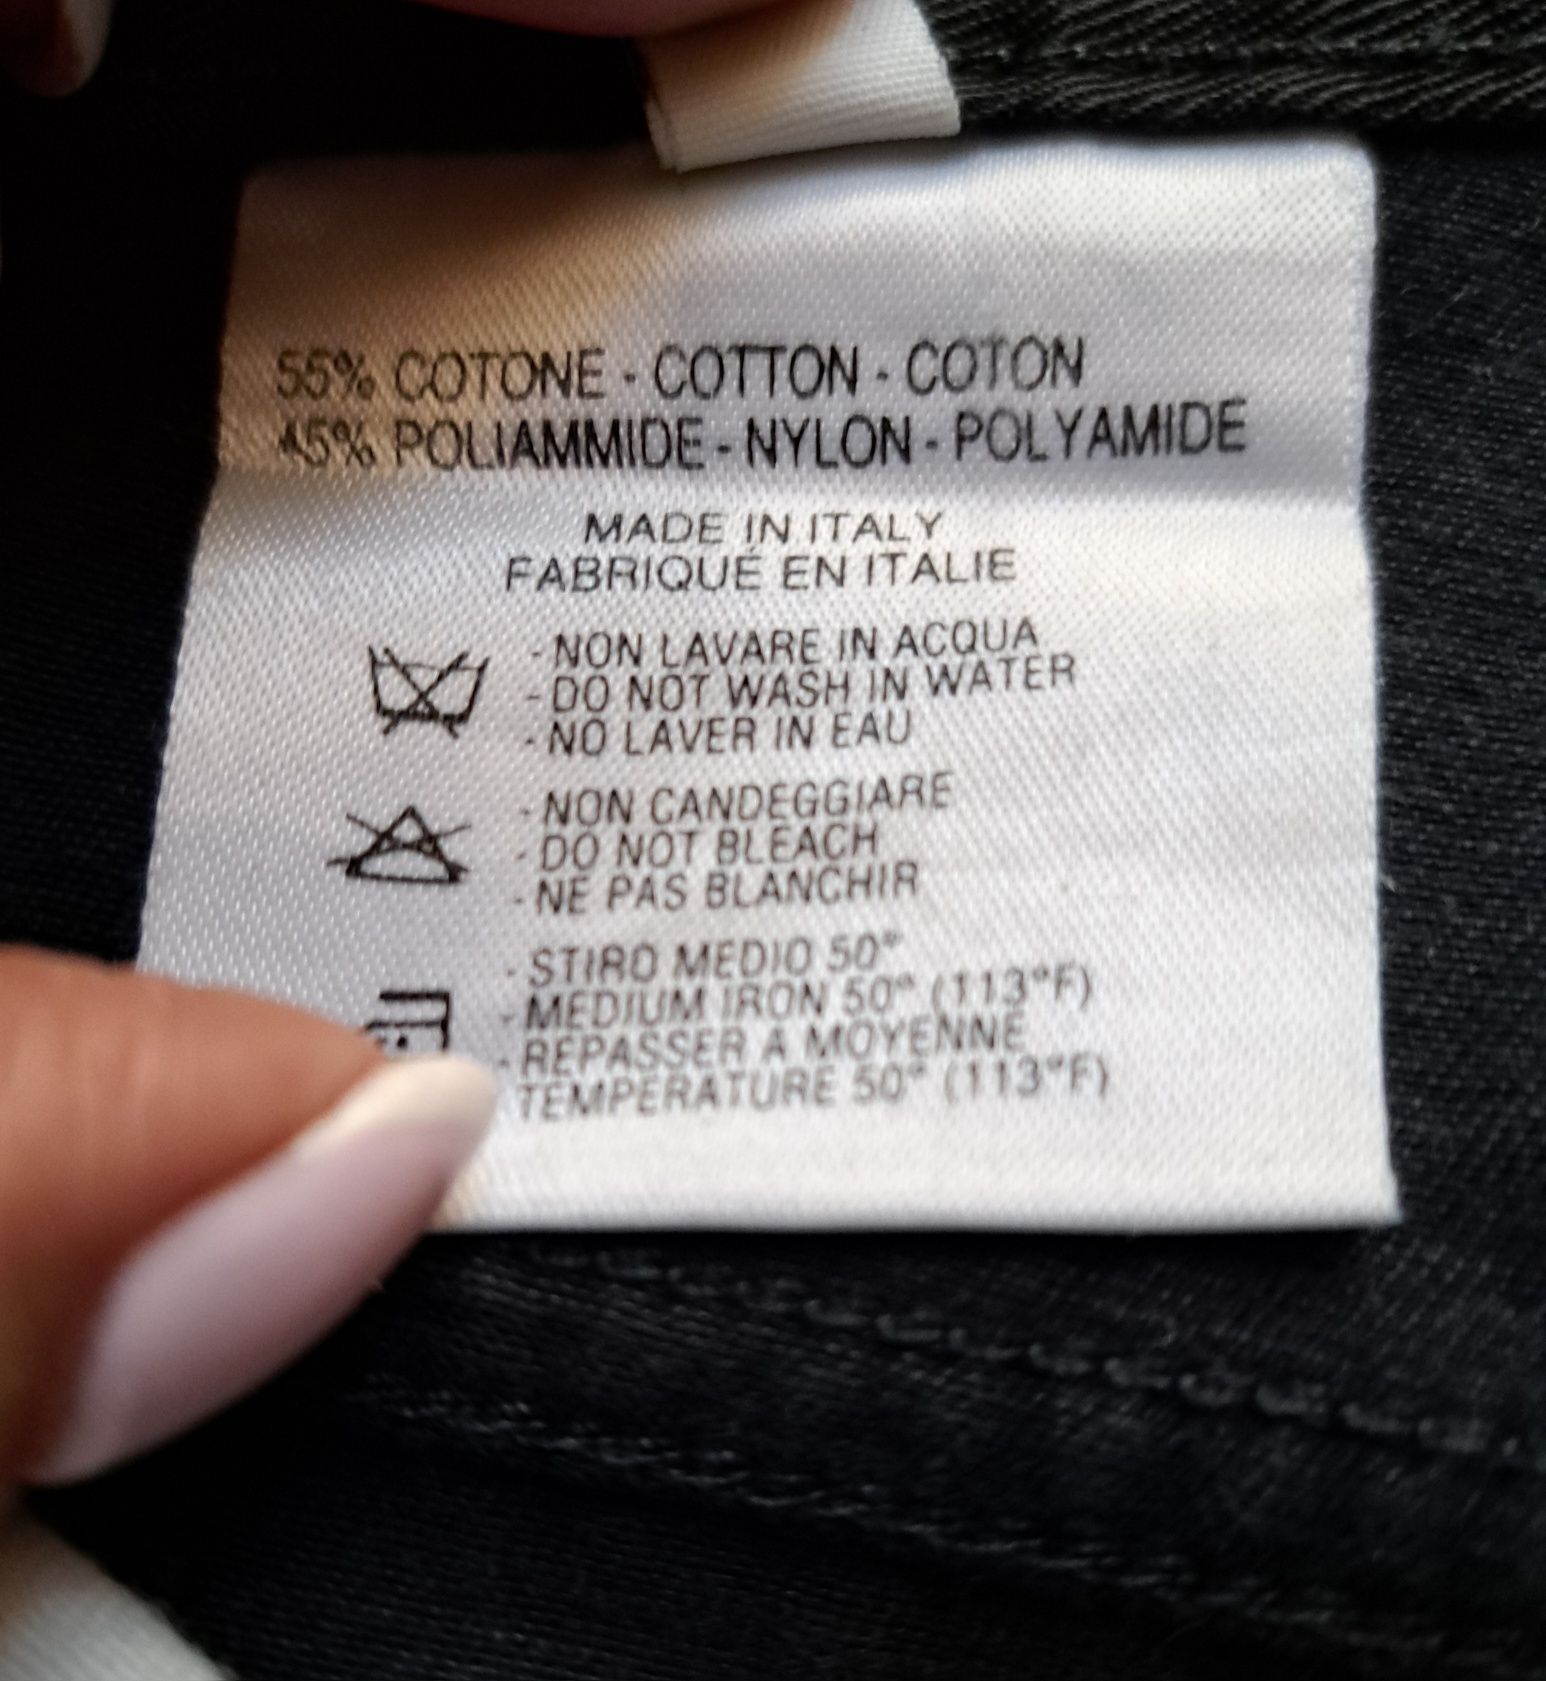 55% COTONE - COTTON - COTON
45% POLIAMMIDE - NYLON - POLYAMIDE
MADE IN ITALY
FABRIQUÉ EN ITALIE
- NON LAVARE IN ACQUA
- DO NOT WASH IN WATER
- NO LAVER IN EAU
- NON CANDEGGIARE
- DO NOT BLEACH
- NE PAS BLANCHIR
- STIRO MEDIO 50°
- MEDIUM IRON 50° (113°F)
- REPASSER A MOYENNE
TEMPERATURE 50° (113°F)